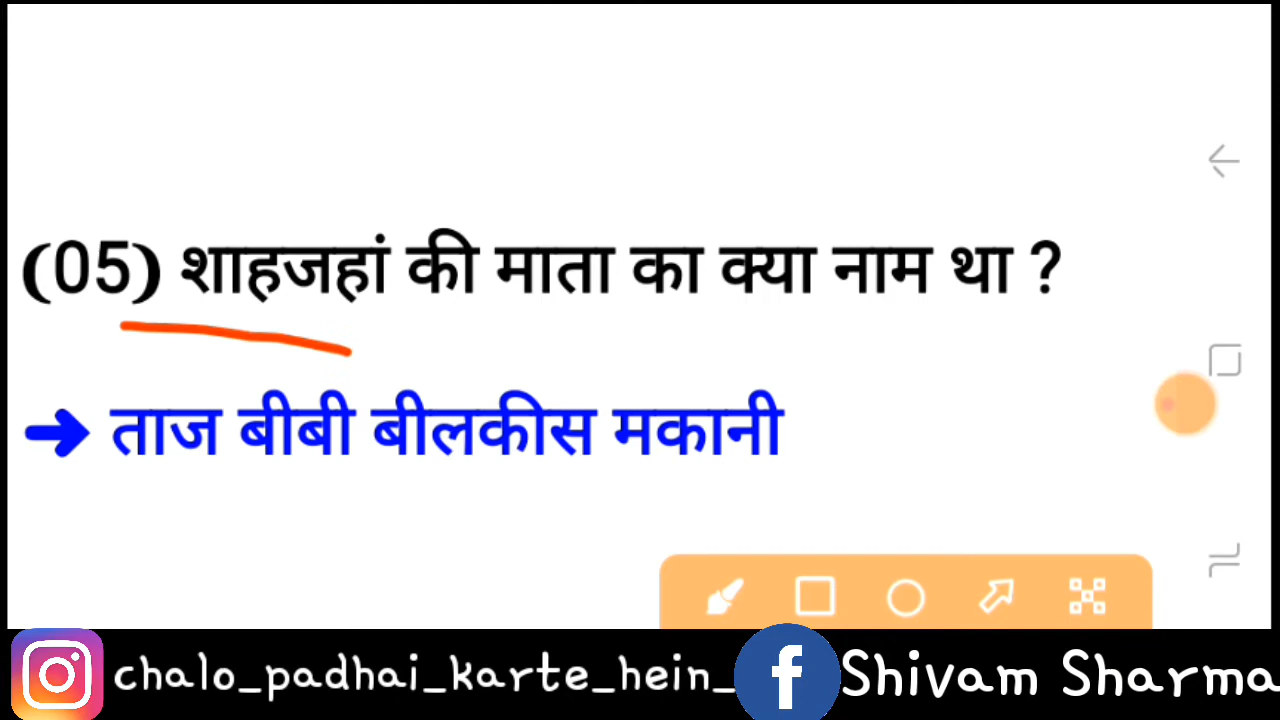 (05) शाहजहां की माता का क्या नाम था ?
➜ ताज बीबी बीलकीस मकानी
chalo_padhai_karte_hein_ Shivam Sharma